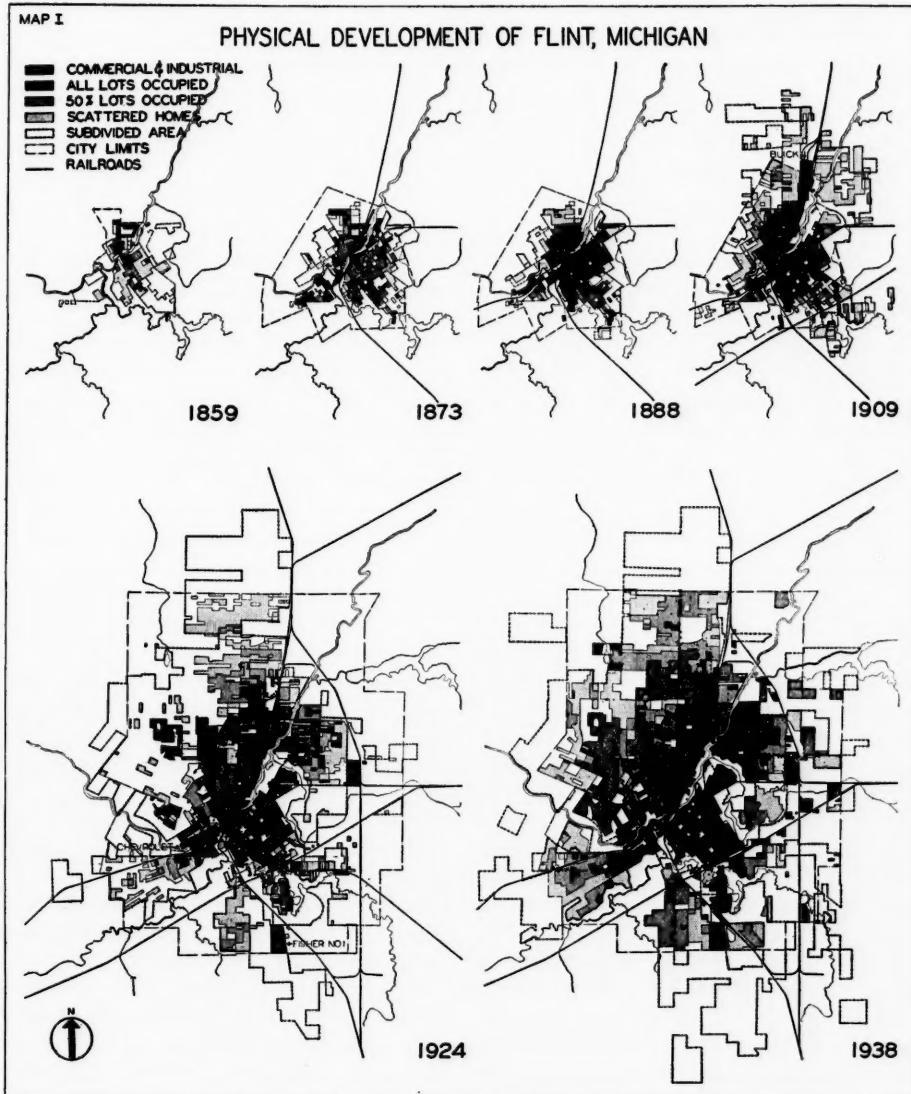 MAP I
PHYSICAL DEVELOPMENT OF FLINT, MICHIGAN
COMMERCIAL & INDUSTRIAL
ALL LOTS OCCUPIED
50% LOTS OCCUPIED
SCATTERED HOMES
SUBDIVIDED AREA
CITY LIMITS
RAILROADS
BUICK
1859
1873
1888
1909
CHEVROLET
FISHER NO 1
N
1924
1938